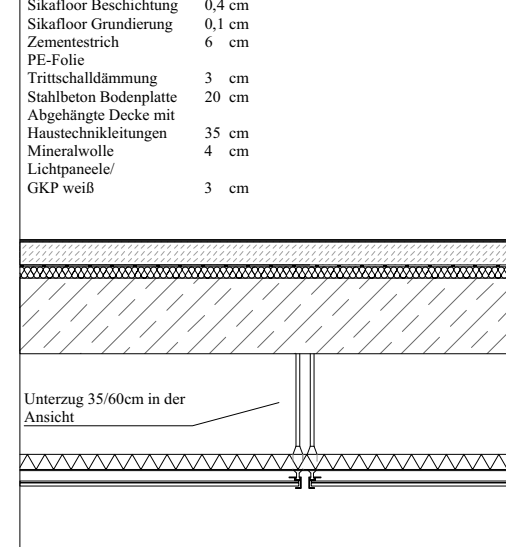 Sikafloor Beschichtung 0,4 cm
Sikafloor Grundierung 0,1 cm
Zementestrich 6 cm
PE-Folie
Trittschalldämmung 3 cm
Stahlbeton Bodenplatte 20 cm
Abgehängte Decke mit
Haustechnikleitungen 35 cm
Mineralwolle 4 cm
Lichtpaneele/
GKP weiß 3 cm
Unterzug 35/60cm in der
Ansicht